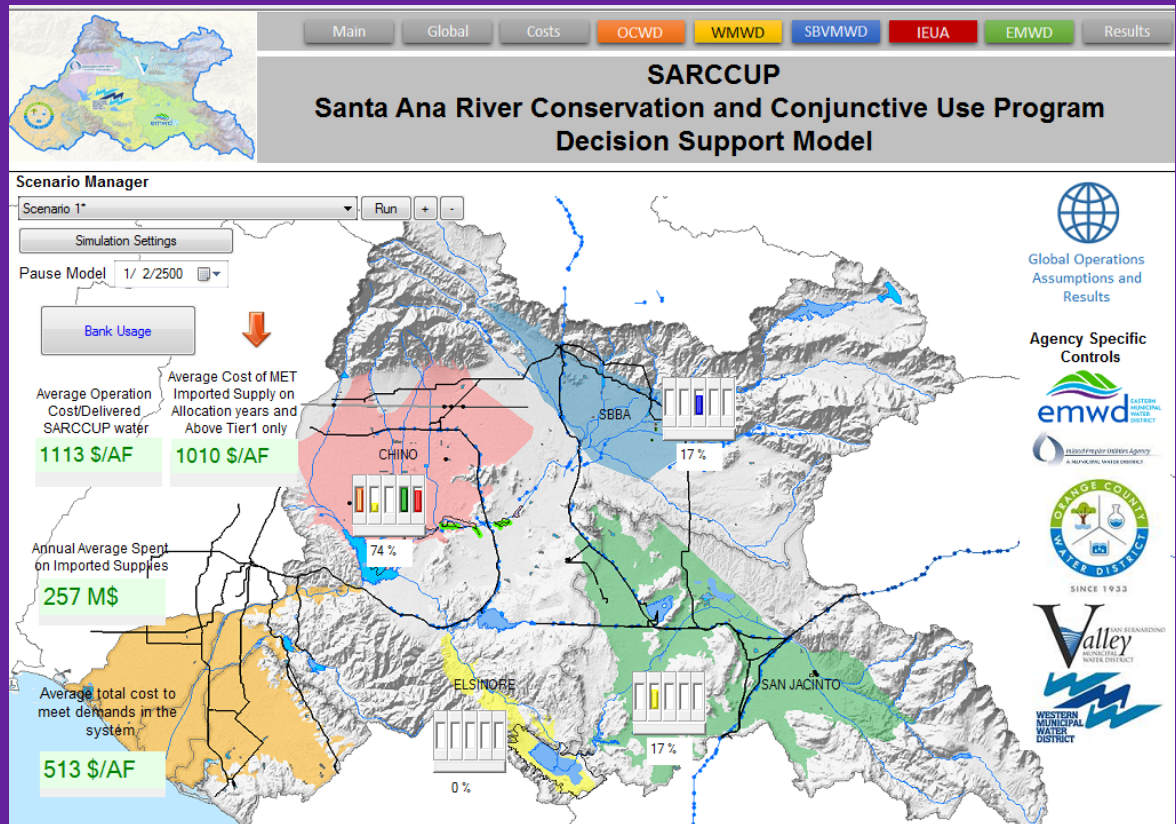 Main
Global
Costs
OCWD
WMWD
SBVMWD
IEUA
EMWD
Results
SARCCUP
Santa Ana River Conservation and Conjunctive Use Program
Decision Support Model
Scenario Manager
Scenario 1*
Run
+
-
Simulation Settings
Pause Model
1/ 2/2500
Bank Usage
Average Operation
Cost/Delivered
SARCCUP water
1113 $/AF
Average Cost of MET
Imported Supply on
Allocation years and
Above Tier1 only
1010 $/AF
Annual Average Spent
on Imported Supplies
257 M$
Average total cost to
meet demands in the
system
513 $/AF
CHINO
74 %
SBBA
17 %
ELSINORE
0 %
SAN JACINTO
17 %
Global Operations
Assumptions and
Results
Agency Specific
Controls
emwd
EASTERN
MUNICIPAL
WATER
DISTRICT
Inland Empire Utilities Agency
A MUNICIPAL WATER DISTRICT
ORANGE COUNTY
WATER DISTRICT
SINCE 1933
Valley
SAN BERNARDINO
MUNICIPAL
WATER DISTRICT
WESTERN
MUNICIPAL
WATER
DISTRICT
emwd